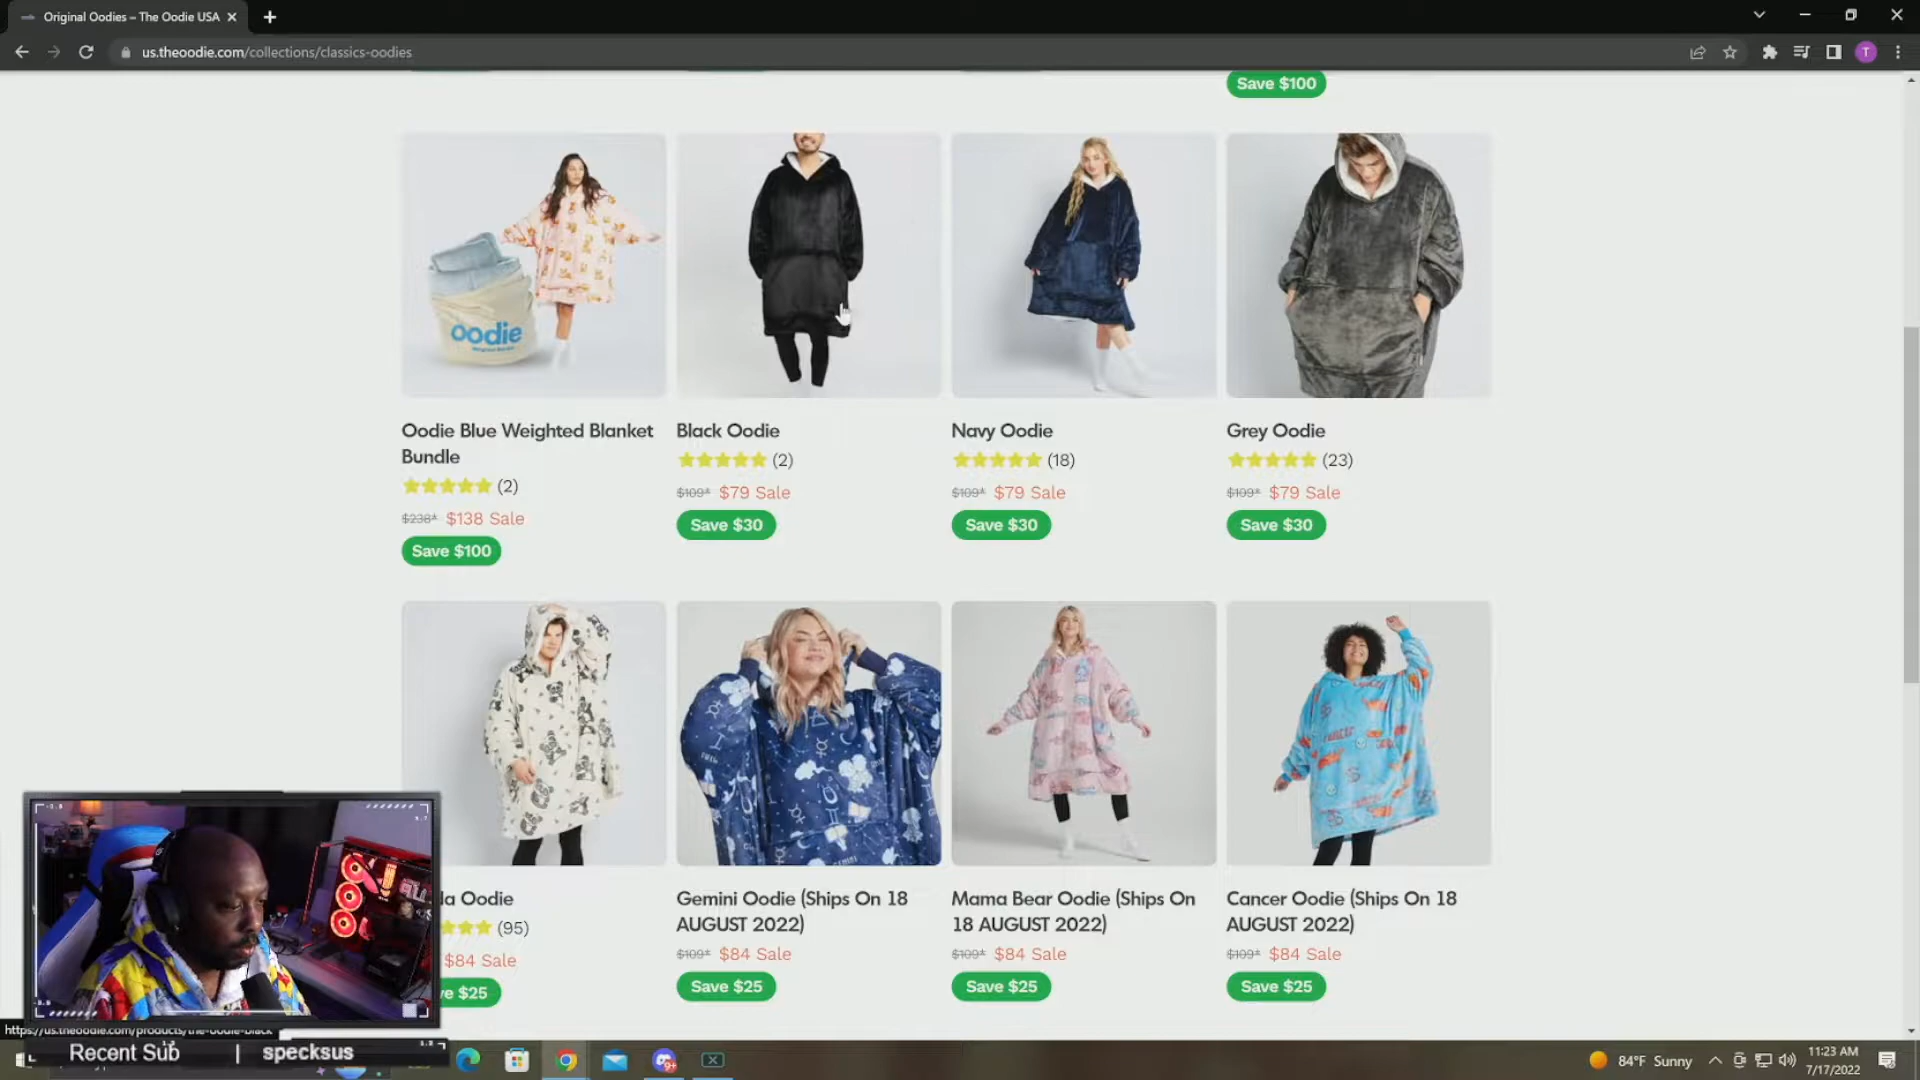 Original Oodies – The Oodie USA
us.theoodie.com/collections/classics-oodies
T
Save $100
oodie
Oodie Blue Weighted Blanket Bundle
(2)
$238* $138 Sale
Save $100
Black Oodie
(2)
$109* $79 Sale
Save $30
Navy Oodie
(18)
$109* $79 Sale
Save $30
Grey Oodie
(23)
$109* $79 Sale
Save $30
da Oodie
(95)
$84 Sale
ve $25
Gemini Oodie (Ships On 18
AUGUST 2022)
$109* $84 Sale
Save $25
Mama Bear Oodie (Ships On
18 AUGUST 2022)
$109* $84 Sale
Save $25
Cancer Oodie (Ships On 18
AUGUST 2022)
$109* $84 Sale
Save $25
https://us.theoodie.com/products/the-oodie-black
Recent Sub | specksus
84°F Sunny
11:23 AM
7/17/2022